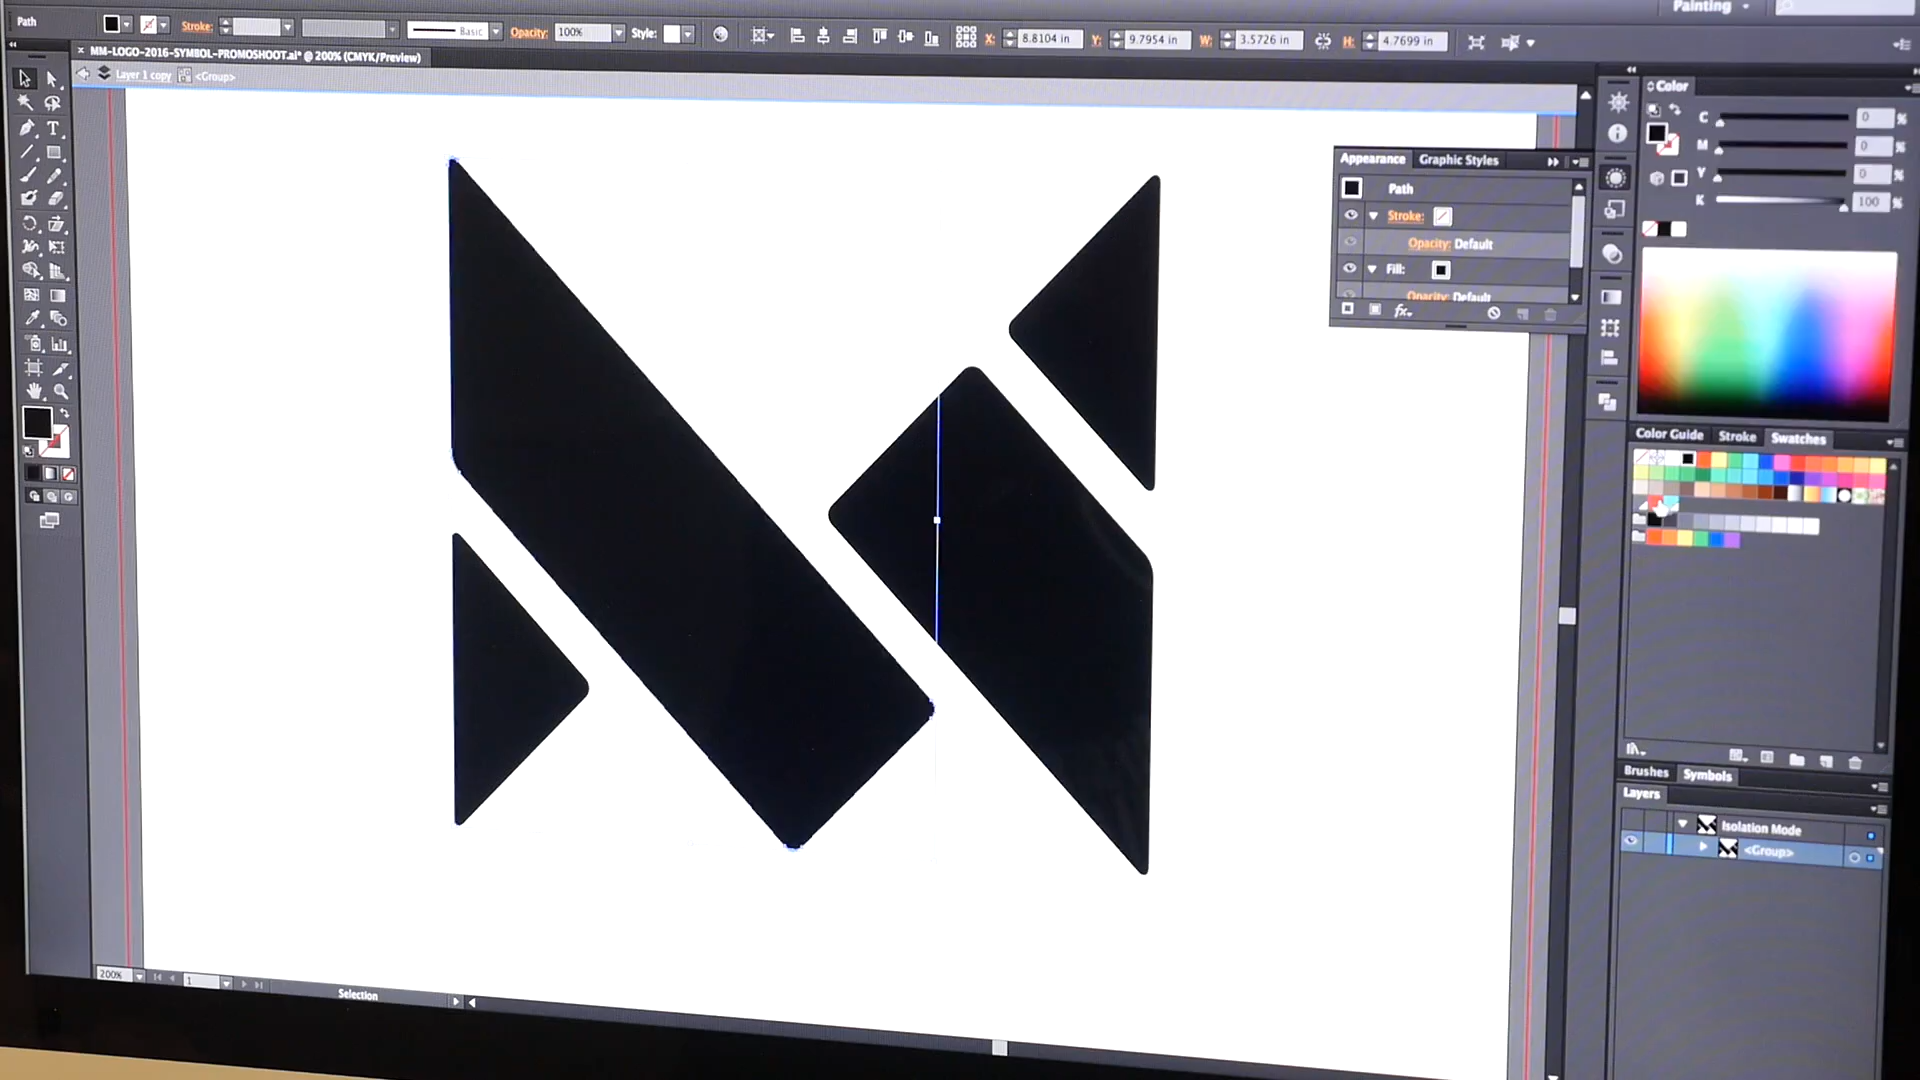 Painting
Path
Stroke:
Basic
Opacity: 100%
Style:
X: 8.8104 in
Y: 9.7954 in
W: 3.5726 in
H: 4.7699 in
× MM-LOGO-2016-SYMBOL-PROMOSHOOT.ai* @ 200% (CMYK/Preview)
Layer 1 copy <Group>
Color
C 0 %
M 0 %
Y 0 %
K 100 %
Appearance Graphic Styles
Path
Stroke:
Opacity: Default
Fill:
Opacity: Default
fx
Color Guide Stroke Swatches
Brushes Symbols
Layers
Isolation Mode
<Group>
200% 1
Selection